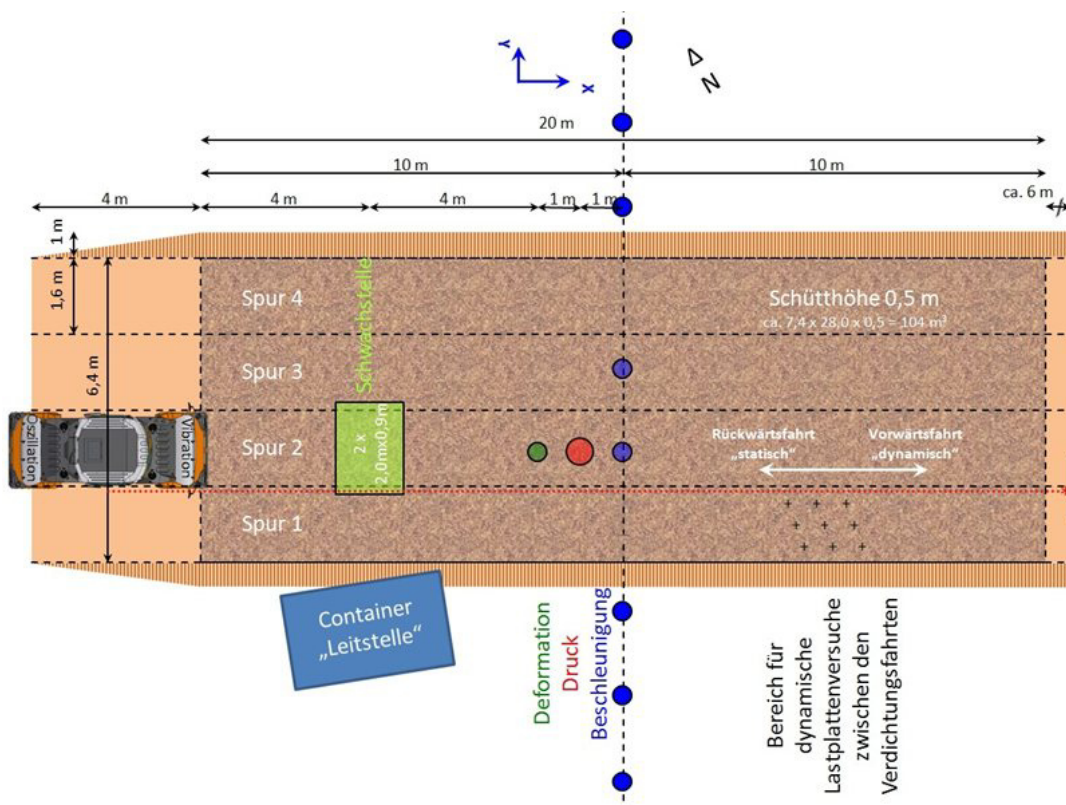 Y
X
N
20 m
10 m
10 m
4 m
4 m
4 m
1 m
1 m
ca. 6 m
1 m
1,6 m
6,4 m
Spur 4
Schwachstelle
Schütthöhe 0,5 m
ca. 7,4 x 28,0 x 0,5 = 104 m³
Spur 3
Oszillation
Vibration
Spur 2
2 x
2,0mx0,9m
Rückwärtsfahrt
„statisch“
Vorwärtsfahrt
„dynamisch“
Spur 1
Container
„Leitstelle“
Deformation
Druck
Beschleunigung
Bereich für
dynamische
Lastplattenversuche
zwischen den
Verdichtungsfahrten